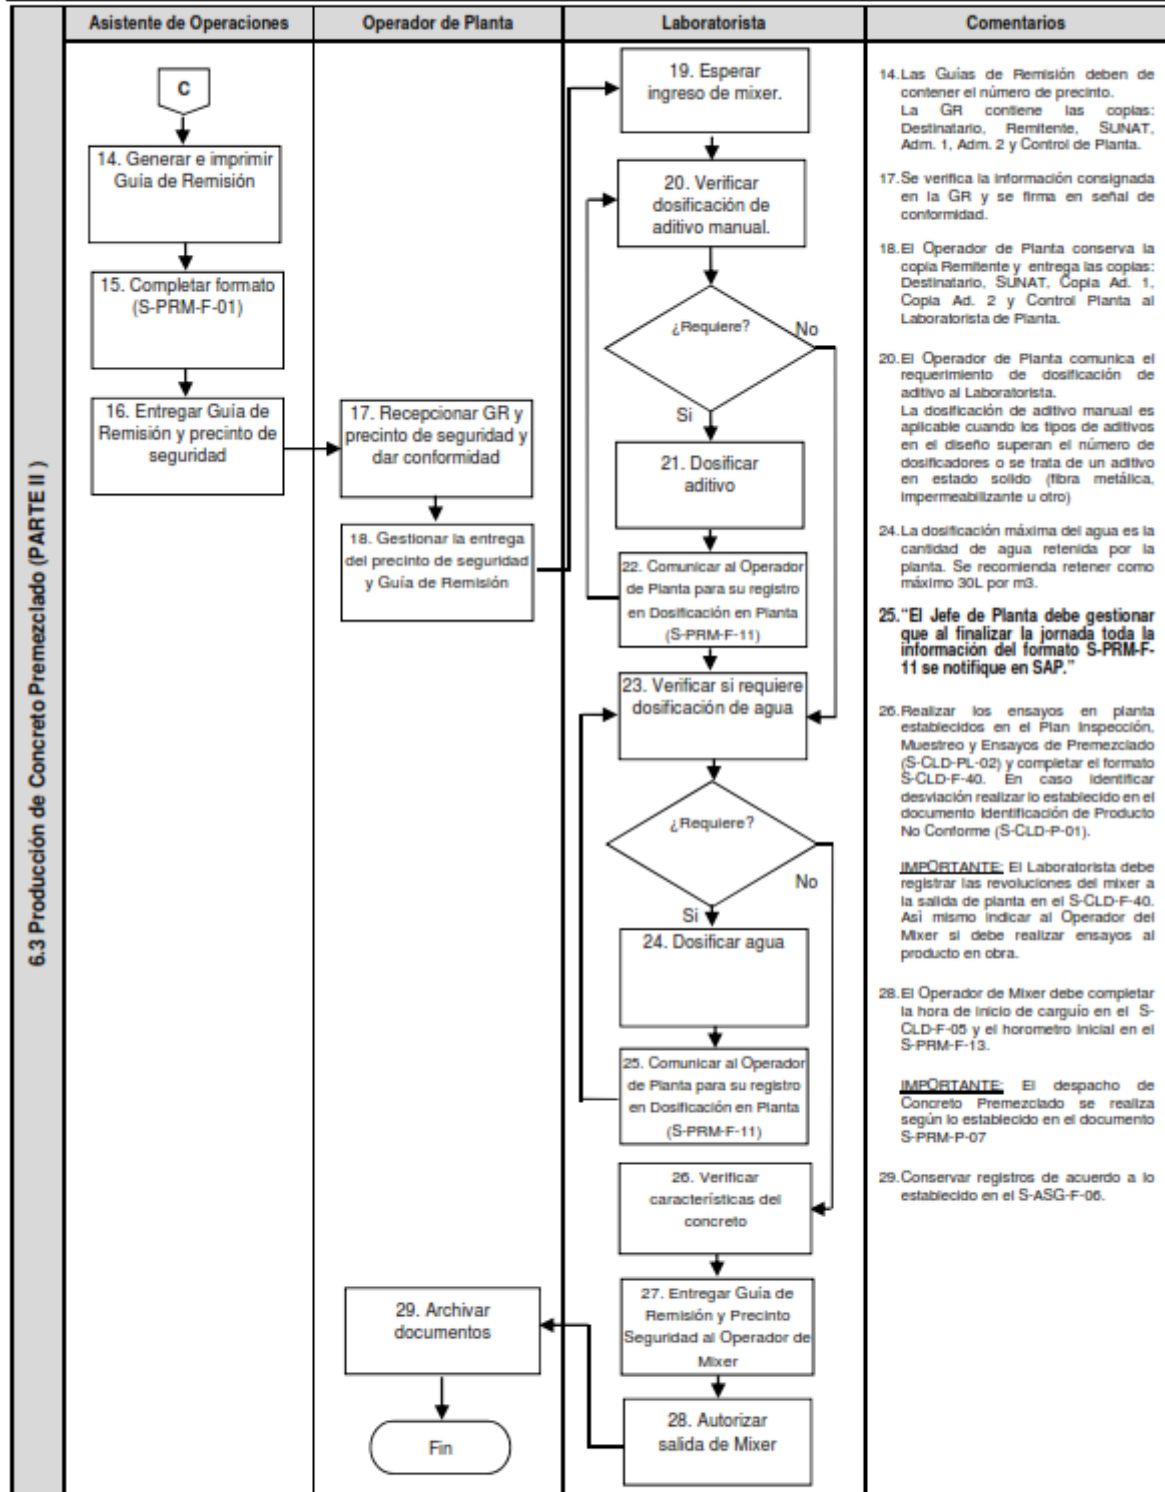 Asistente de Operaciones
Operador de Planta
Laboratorista
Comentarios
6.3 Producción de Concreto Premezclado (PARTE II )
C
14. Generar e imprimir
Guía de Remisión
15. Completar formato
(S-PRM-F-01)
16. Entregar Guía de
Remisión y precinto de
seguridad
17. Recepcionar GR y
precinto de seguridad y
dar conformidad
18. Gestionar la entrega
del precinto de seguridad
y Guía de Remisión
19. Esperar
ingreso de mixer.
20. Verificar
dosificación de
aditivo manual.
¿Requiere?
No
Si
21. Dosificar
aditivo
22. Comunicar al Operador
de Planta para su registro
en Dosificación en Planta
(S-PRM-F-11)
23. Verificar si requiere
dosificación de agua
¿Requiere?
No
Si
24. Dosificar agua
25. Comunicar al Operador
de Planta para su registro
en Dosificación en Planta
(S-PRM-F-11)
26. Verificar
características del
concreto
27. Entregar Guía de
Remisión y Precinto
Seguridad al Operador de
Mixer
28. Autorizar
salida de Mixer
29. Archivar
documentos
Fin
14. Las Guías de Remisión deben de
contener el número de precinto.
La GR contiene las copias:
Destinatario, Remitente, SUNAT,
Adm. 1, Adm. 2 y Control de Planta.
17. Se verifica la información consignada
en la GR y se firma en señal de
conformidad.
18. El Operador de Planta conserva la
copia Remitente y entrega las copias:
Destinatario, SUNAT, Copia Ad. 1,
Copia Ad. 2 y Control Planta al
Laboratorista de Planta.
20. El Operador de Planta comunica el
requerimiento de dosificación de
aditivo al Laboratorista.
La dosificación de aditivo manual es
aplicable cuando los tipos de aditivos
en el diseño superan el número de
dosificadores o se trata de un aditivo
en estado solido (fibra metálica,
impermeabilizante u otro)
24. La dosificación máxima del agua es la
cantidad de agua retenida por la
planta. Se recomienda retener como
máximo 30L por m3.
25. “El Jefe de Planta debe gestionar
que al finalizar la jornada toda la
información del formato S-PRM-F-
11 se notifique en SAP.”
26. Realizar los ensayos en planta
establecidos en el Plan Inspección,
Muestreo y Ensayos de Premezclado
(S-CLD-PL-02) y completar el formato
S-CLD-F-40. En caso identificar
desviación realizar lo establecido en el
documento Identificación de Producto
No Conforme (S-CLD-P-01).
IMPORTANTE: El Laboratorista debe
registrar las revoluciones del mixer a
la salida de planta en el S-CLD-F-40.
Así mismo indicar al Operador del
Mixer si debe realizar ensayos al
producto en obra.
28. El Operador de Mixer debe completar
la hora de inicio de carguío en el S-
CLD-F-05 y el horometro inicial en el
S-PRM-F-13.
IMPORTANTE: El despacho de
Concreto Premezclado se realiza
según lo establecido en el documento
S-PRM-P-07
29. Conservar registros de acuerdo a lo
establecido en el S-ASG-F-06.